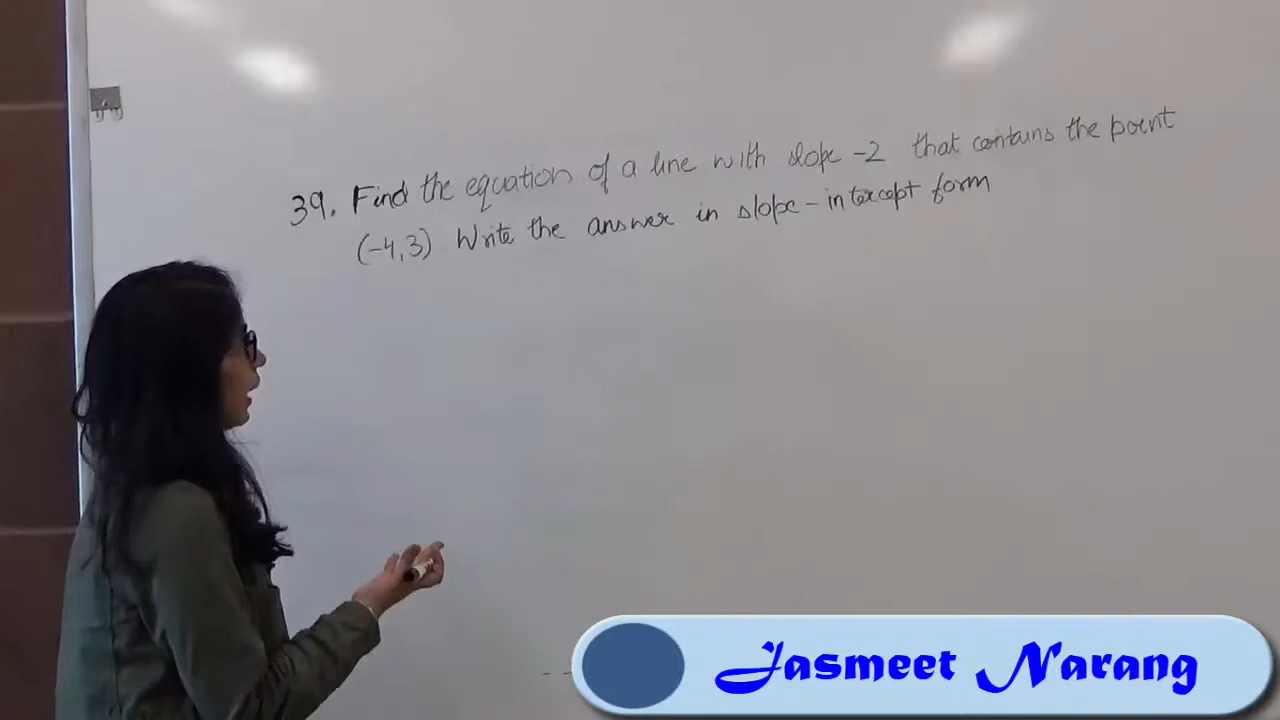 39. Find the equation of a line with slope -2 that contains the point
(-4,3) Write the answer in slope-intercept form
Jasmeet Narang